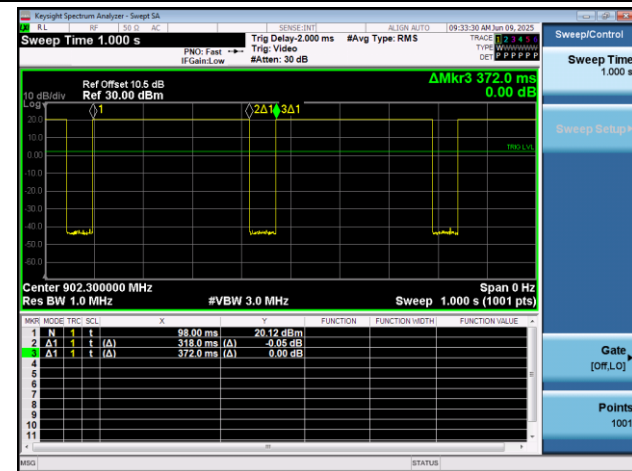 Keysight Spectrum Analyzer - Swept SA
RL RF 50 Ω AC SENSE:INT ALIGN AUTO 09:33:30 AM Jun 09, 2025
Sweep Time 1.000 s
PNO: Fast
IFGain:Low
Trig Delay-2.000 ms
Trig: Video
#Atten: 30 dB
#Avg Type: RMS
TRACE 1 2 3 4 5 6
TYPE WWWWWW
DET P P P P P P
Ref Offset 10.5 dB
10 dB/div Ref 30.00 dBm
Log
ΔMkr3 372.0 ms
0.00 dB
1
2Δ1
3Δ1
20.0
10.0
0.00
TRIG LVL
-10.0
-20.0
-30.0
-40.0
-50.0
-60.0
Center 902.300000 MHz Span 0 Hz
Res BW 1.0 MHz #VBW 3.0 MHz Sweep 1.000 s (1001 pts)
MKR MODE TRC SCL X Y FUNCTION FUNCTION WIDTH FUNCTION VALUE
1 N 1 t 98.00 ms 20.12 dBm
2 Δ1 1 t (Δ) 318.0 ms (Δ) -0.05 dB
3 Δ1 1 t (Δ) 372.0 ms (Δ) 0.00 dB
4
5
6
7
8
9
10
11
MSG STATUS
Sweep/Control
Sweep Time
1.000 s
Sweep Setup
Gate
[Off,LO]
Points
1001